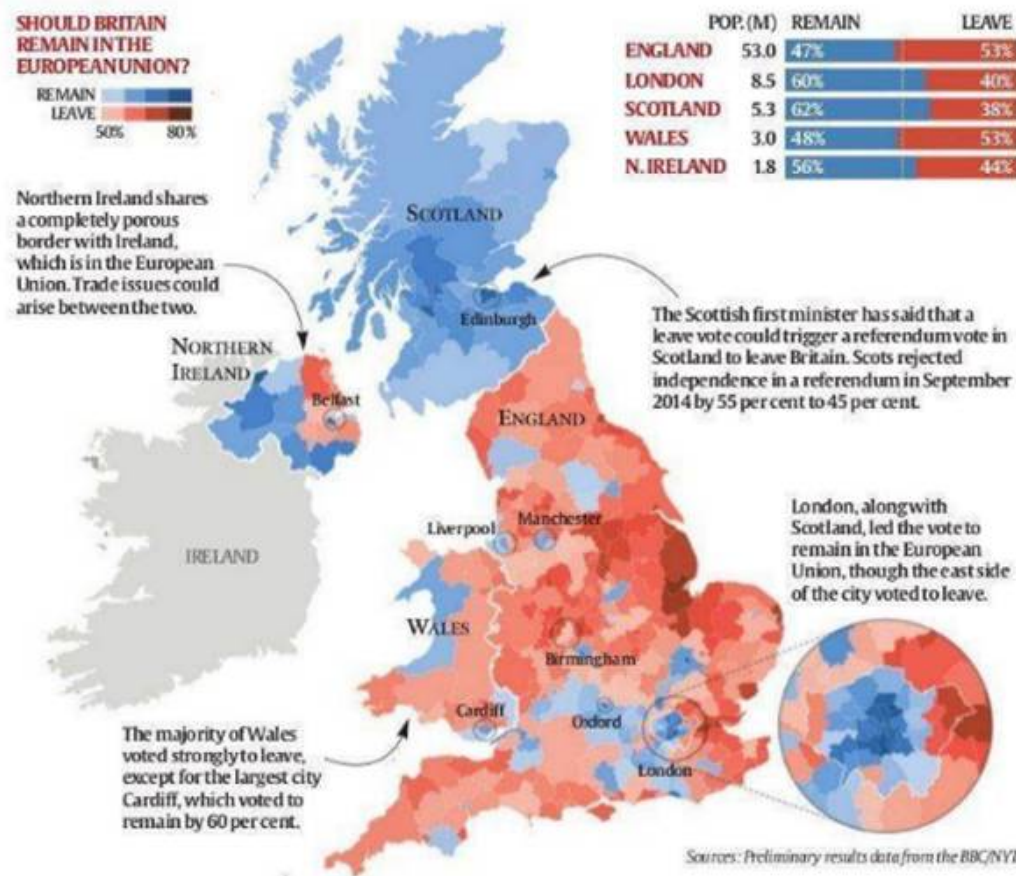 SHOULD BRITAIN
REMAIN IN THE
EUROPEAN UNION?
REMAIN
LEAVE
50% 80%
POP. (M) REMAIN LEAVE
ENGLAND 53.0 47% 53%
LONDON 8.5 60% 40%
SCOTLAND 5.3 62% 38%
WALES 3.0 48% 53%
N. IRELAND 1.8 56% 44%
Northern Ireland shares
a completely porous
border with Ireland,
which is in the European
Union. Trade issues could
arise between the two.
SCOTLAND
Edinburgh
The Scottish first minister has said that a
leave vote could trigger a referendum vote in
Scotland to leave Britain. Scots rejected
independence in a referendum in September
2014 by 55 per cent to 45 per cent.
NORTHERN
IRELAND
Belfast
ENGLAND
IRELAND
Liverpool
Manchester
London, along with
Scotland, led the vote to
remain in the European
Union, though the east side
of the city voted to leave.
WALES
Birmingham
Cardiff
Oxford
London
The majority of Wales
voted strongly to leave,
except for the largest city
Cardiff, which voted to
remain by 60 per cent.
Sources: Preliminary results data from the BBC/NYT